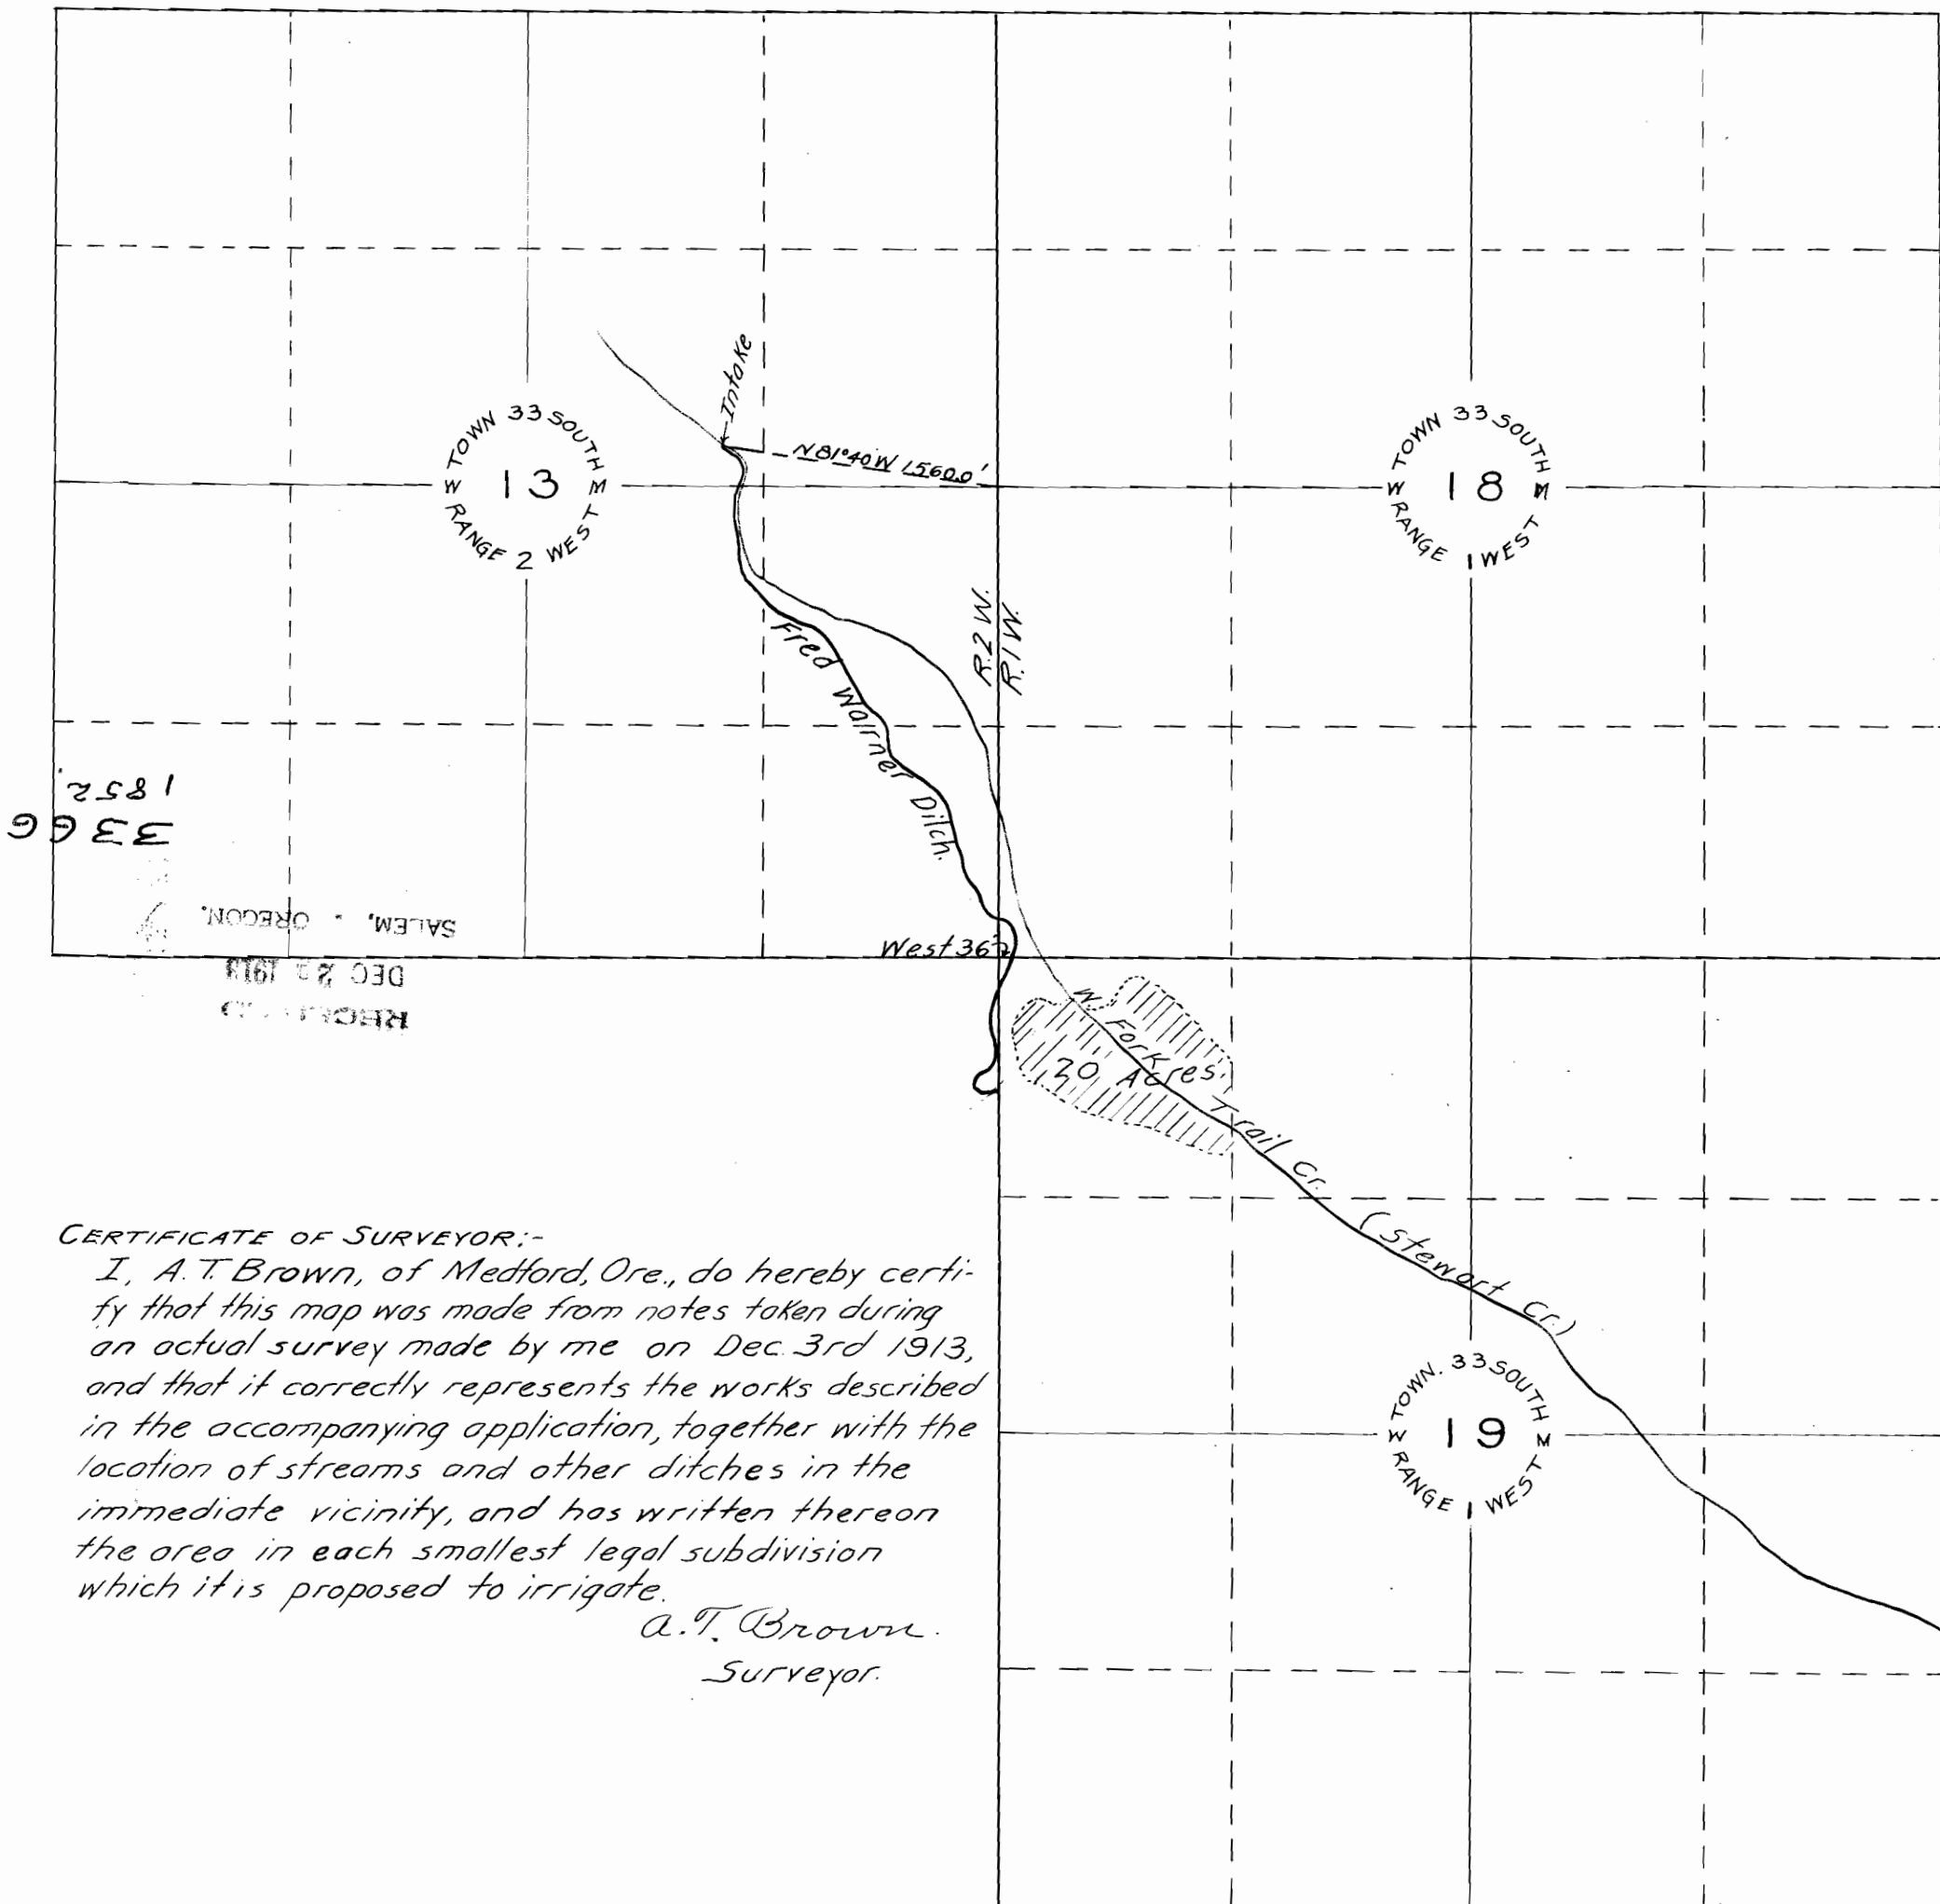 Intake
N81°40'W 1560.0'
TOWN 33 SOUTH
W 13 M
RANGE 2 WEST
TOWN 33 SOUTH
W 18 M
RANGE 1 WEST
R.2 W.
R.1 W.
Fred Warner Ditch.
1852.
3366
SALEM, - OREGON.
DEC 1913
West 36
W. Fork Trail Cr. (Stewart Cr.)
20 Acres
CERTIFICATE OF SURVEYOR:-
I, A.T. Brown, of Medford, Ore., do hereby certi-
fy that this map was made from notes taken during
an actual survey made by me on Dec. 3rd 1913,
and that it correctly represents the works described
in the accompanying application, together with the
location of streams and other ditches in the
immediate vicinity, and has written thereon
the area in each smallest legal subdivision
which it is proposed to irrigate.
A.T. Brown.
Surveyor.
TOWN. 33 SOUTH
W 19 M
RANGE 1 WEST